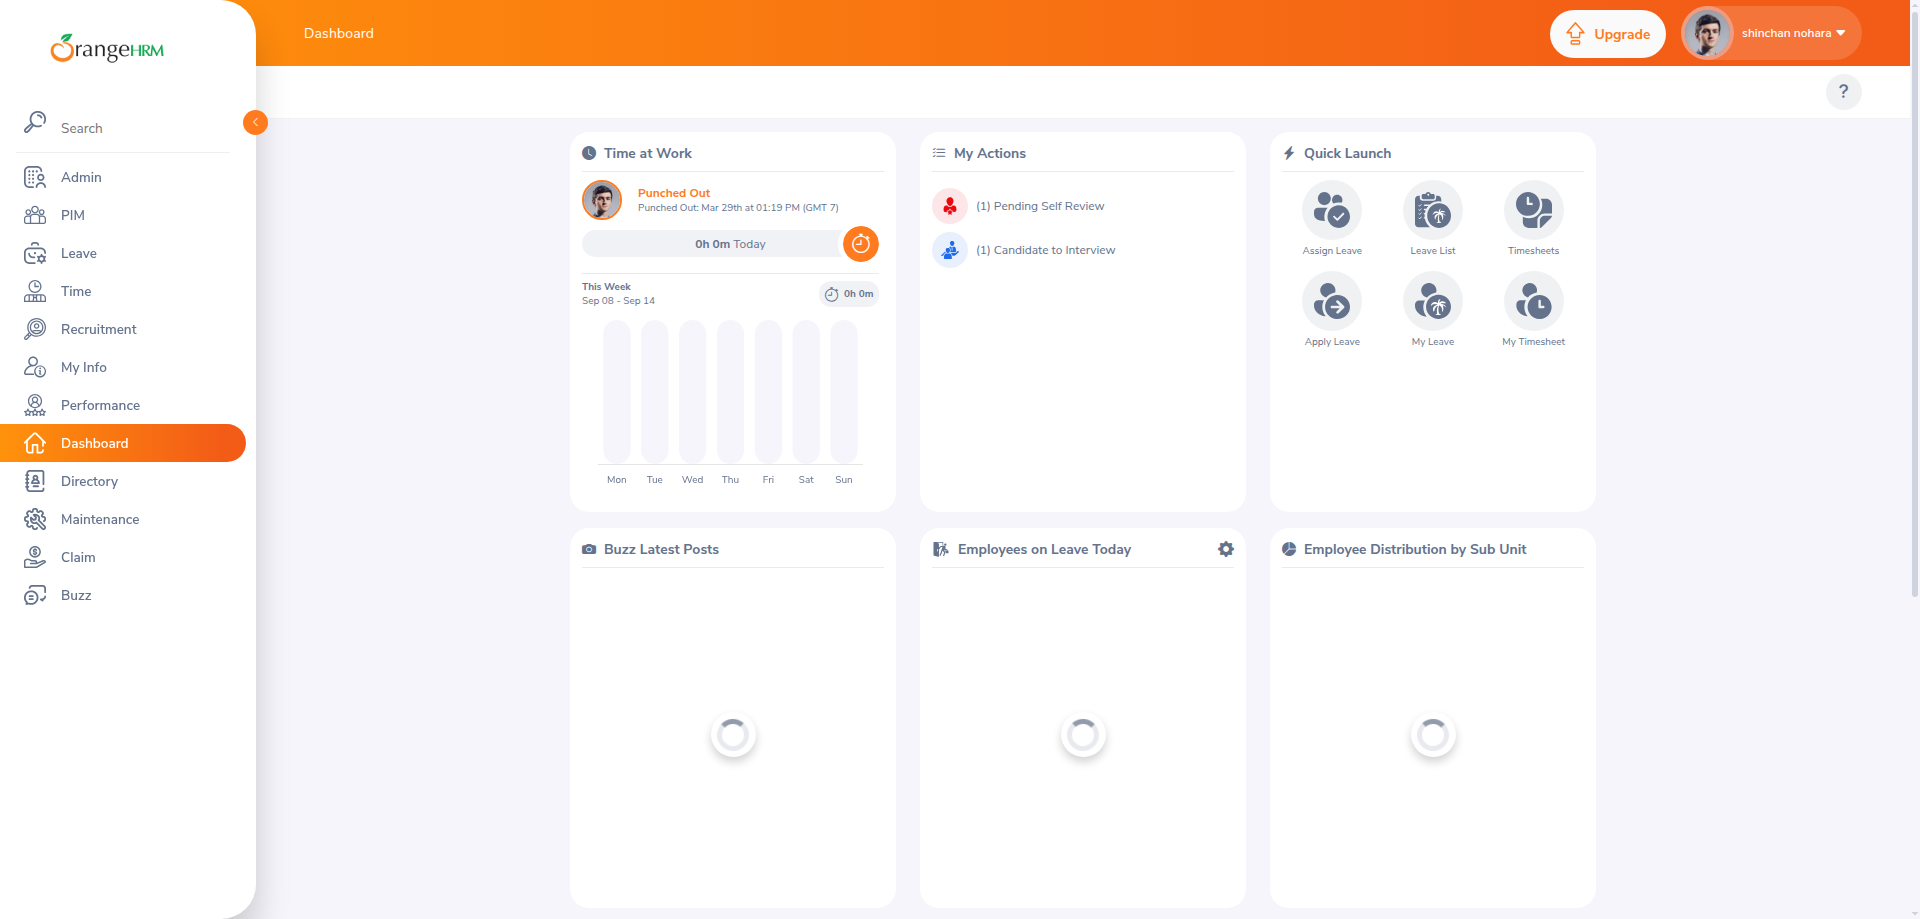 OrangeHRM
Search
Admin
PIM
Leave
Time
Recruitment
My Info
Performance
Dashboard
Directory
Maintenance
Claim
Buzz
Dashboard
Upgrade
shinchan nohara
?
Time at Work
Punched Out
Punched Out: Mar 29th at 01:19 PM (GMT 7)
0h 0m Today
This Week
Sep 08 - Sep 14
0h 0m
Mon Tue Wed Thu Fri Sat Sun
My Actions
(1) Pending Self Review
(1) Candidate to Interview
Quick Launch
Assign Leave
Leave List
Timesheets
Apply Leave
My Leave
My Timesheet
Buzz Latest Posts
Employees on Leave Today
Employee Distribution by Sub Unit